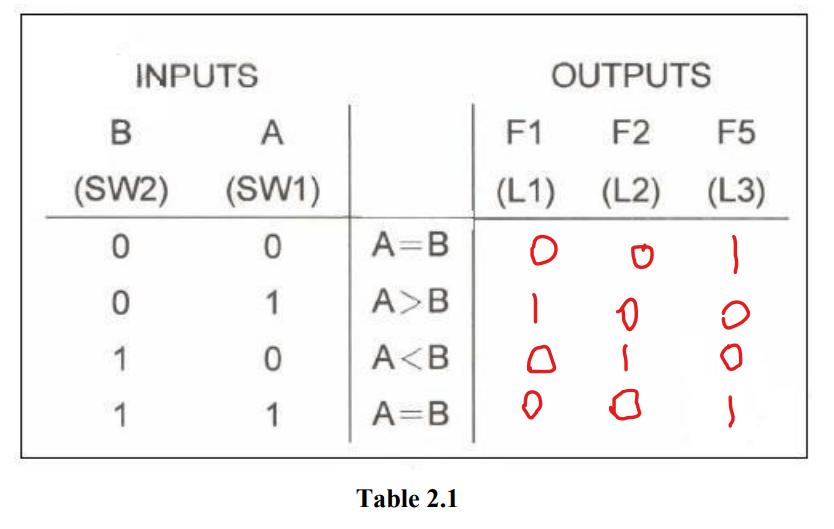 INPUTS OUTPUTS
B A F1 F2 F5
(SW2) (SW1) (L1) (L2) (L3)
0 0 A=B 0 0 1
0 1 A>B 1 0 0
1 0 A<B 0 1 0
1 1 A=B 0 0 1
Table 2.1